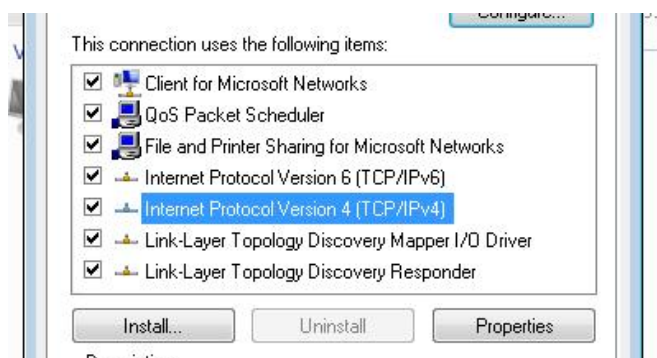 Configure...
This connection uses the following items:
Client for Microsoft Networks
QoS Packet Scheduler
File and Printer Sharing for Microsoft Networks
Internet Protocol Version 6 (TCP/IPv6)
Internet Protocol Version 4 (TCP/IPv4)
Link-Layer Topology Discovery Mapper I/O Driver
Link-Layer Topology Discovery Responder
Install... Uninstall Properties